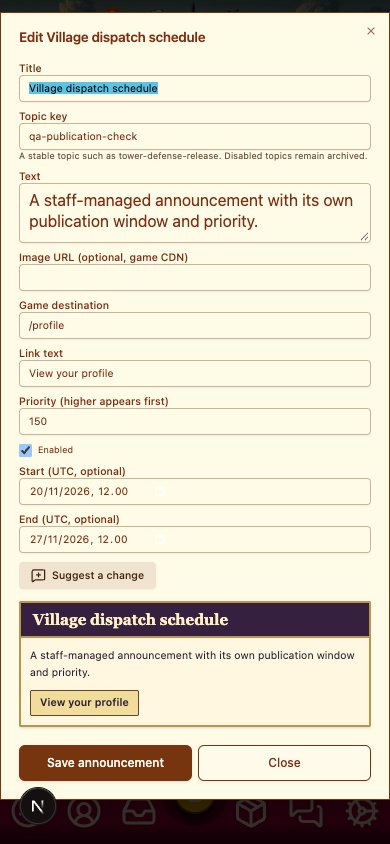 Edit Village dispatch schedule
×
Title
Village dispatch schedule
Topic key
qa-publication-check
A stable topic such as tower-defense-release. Disabled topics remain archived.
Text
A staff-managed announcement with its own
publication window and priority.
Image URL (optional, game CDN)
Game destination
/profile
Link text
View your profile
Priority (higher appears first)
150
Enabled
Start (UTC, optional)
20/11/2026, 12.00
End (UTC, optional)
27/11/2026, 12.00
Suggest a change
Village dispatch schedule
A staff-managed announcement with its own publication window
and priority.
View your profile
Save announcement
Close
N